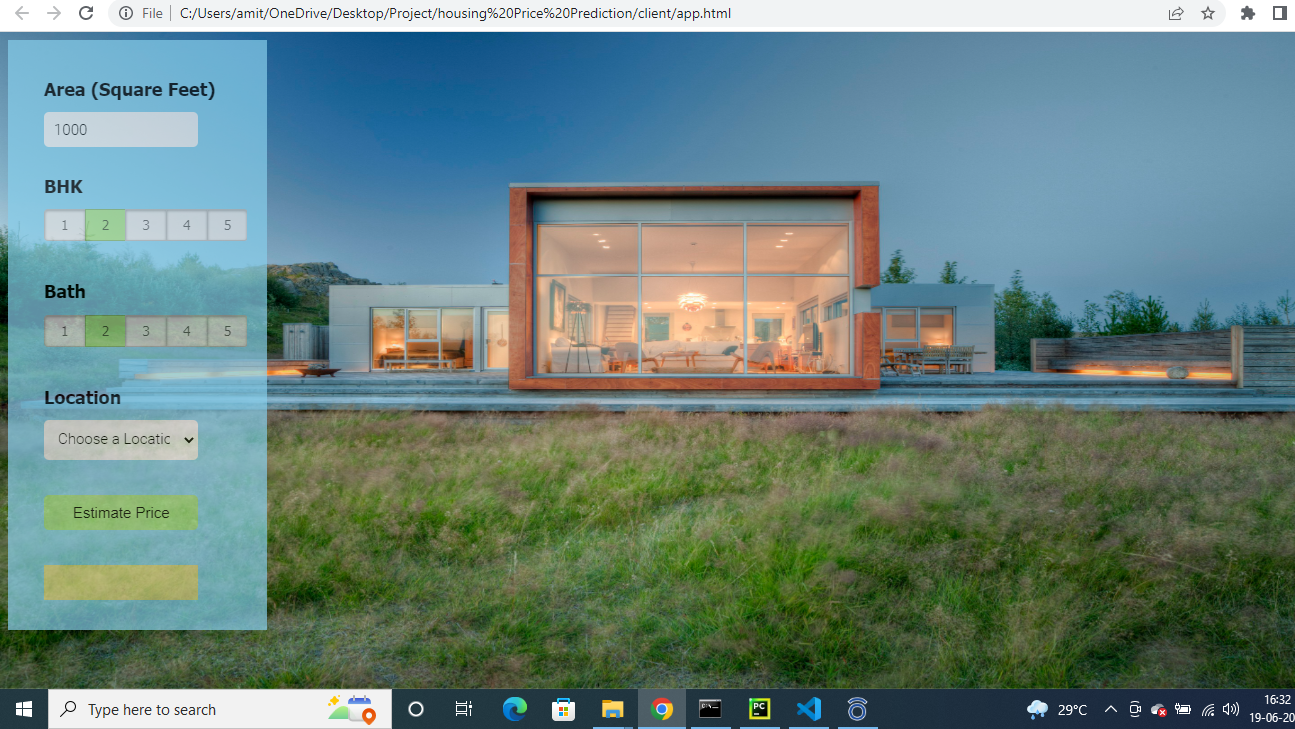 File C:/Users/amit/OneDrive/Desktop/Project/housing%20Price%20Prediction/client/app.html
Area (Square Feet)
1000
BHK
1 2 3 4 5
Bath
1 2 3 4 5
Location
Choose a Locatic
Estimate Price
Type here to search
PC
29°C
16:32
19-06-20